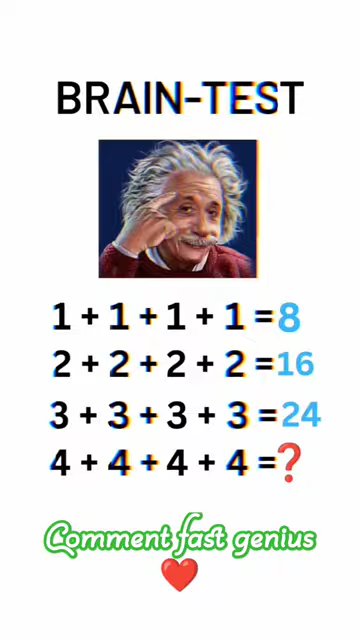 BRAIN-TEST
1 + 1 + 1 + 1 = 8
2 + 2 + 2 + 2 = 16
3 + 3 + 3 + 3 = 24
4 + 4 + 4 + 4 = ❓
Comment fast genius
❤️